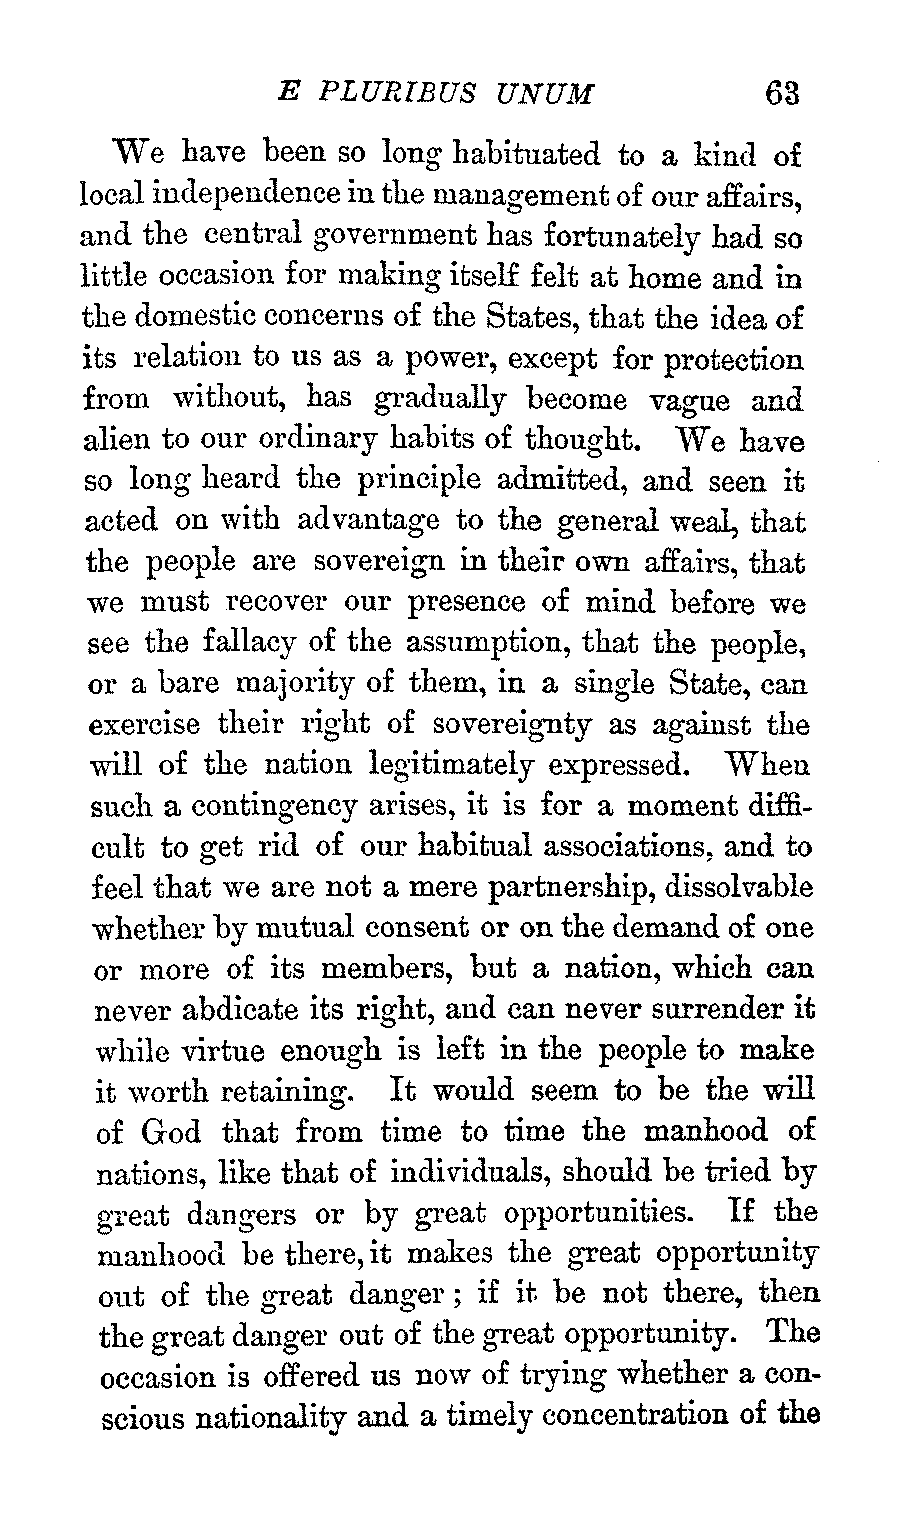 E PLURIBUS UNUM 63
We have been so long habituated to a kind of
local independence in the management of our affairs,
and the central government has fortunately had so
little occasion for making itself felt at home and in
the domestic concerns of the States, that the idea of
its relation to us as a power, except for protection
from without, has gradually become vague and
alien to our ordinary habits of thought. We have
so long heard the principle admitted, and seen it
acted on with advantage to the general weal, that
the people are sovereign in their own affairs, that
we must recover our presence of mind before we
see the fallacy of the assumption, that the people,
or a bare majority of them, in a single State, can
exercise their right of sovereignty as against the
will of the nation legitimately expressed. When
such a contingency arises, it is for a moment diffi-
cult to get rid of our habitual associations, and to
feel that we are not a mere partnership, dissolvable
whether by mutual consent or on the demand of one
or more of its members, but a nation, which can
never abdicate its right, and can never surrender it
while virtue enough is left in the people to make
it worth retaining. It would seem to be the will
of God that from time to time the manhood of
nations, like that of individuals, should be tried by
great dangers or by great opportunities. If the
manhood be there, it makes the great opportunity
out of the great danger ; if it be not there, then
the great danger out of the great opportunity. The
occasion is offered us now of trying whether a con-
scious nationality and a timely concentration of the